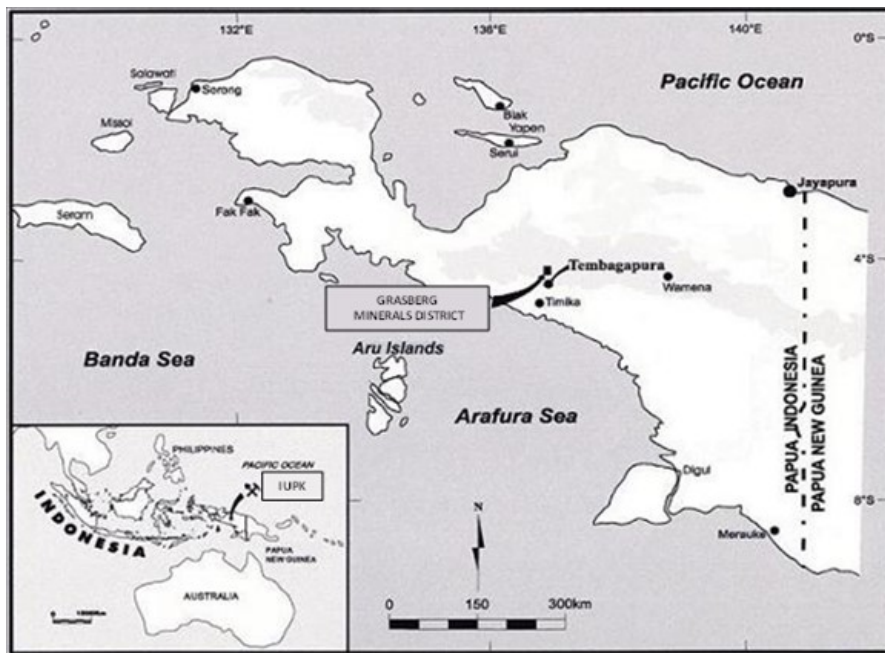 132°E
136°E
140°E
0°S
Pacific Ocean
Salawati
Sorong
Missol
Biak
Yapen
Serui
Jayapura
Seram
Fak Fak
4°S
Tembagapura
Wamena
GRASBERG
MINERALS DISTRICT
Timika
Aru Islands
Banda Sea
Arafura Sea
PAPUA, INDONESIA
PAPUA NEW GUINEA
Digul
8°S
Merauke
N
0
150
300km
PHILIPPINES
PACIFIC OCEAN
IUPK
INDONESIA
PAPUA
NEW GUINEA
AUSTRALIA
0